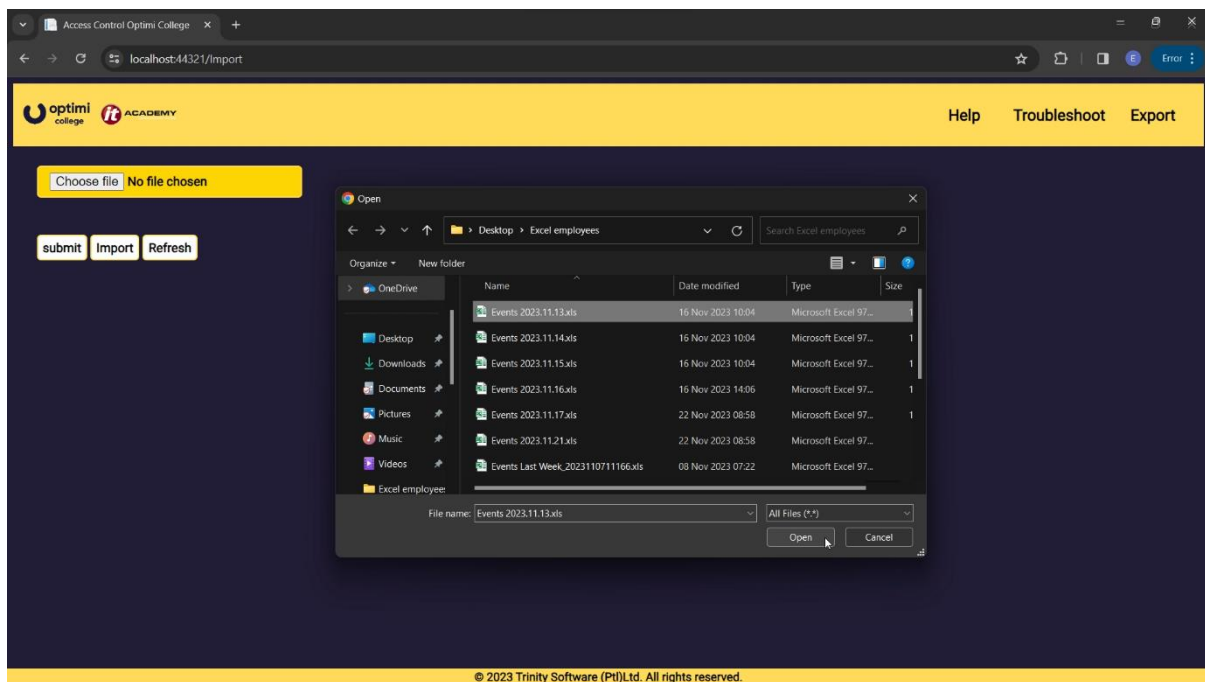 Access Control Optimi College
localhost:44321/Import
E Error
optimi
college
it ACADEMY
Help Troubleshoot Export
Choose file No file chosen
submit Import Refresh
Open
Desktop > Excel employees
Search Excel employees
Organize New folder
OneDrive
Desktop
Downloads
Documents
Pictures
Music
Videos
Excel employee
Name Date modified Type Size
Events 2023.11.13.xls 16 Nov 2023 10:04 Microsoft Excel 97... 1
Events 2023.11.14.xls 16 Nov 2023 10:04 Microsoft Excel 97... 1
Events 2023.11.15.xls 16 Nov 2023 10:04 Microsoft Excel 97... 1
Events 2023.11.16.xls 16 Nov 2023 14:06 Microsoft Excel 97... 1
Events 2023.11.17.xls 22 Nov 2023 08:58 Microsoft Excel 97... 1
Events 2023.11.21.xls 22 Nov 2023 08:58 Microsoft Excel 97...
Events Last Week_2023110711166.xls 08 Nov 2023 07:22 Microsoft Excel 97...
File name: Events 2023.11.13.xls All Files (*.*)
Open Cancel
© 2023 Trinity Software (Ptl)Ltd. All rights reserved.